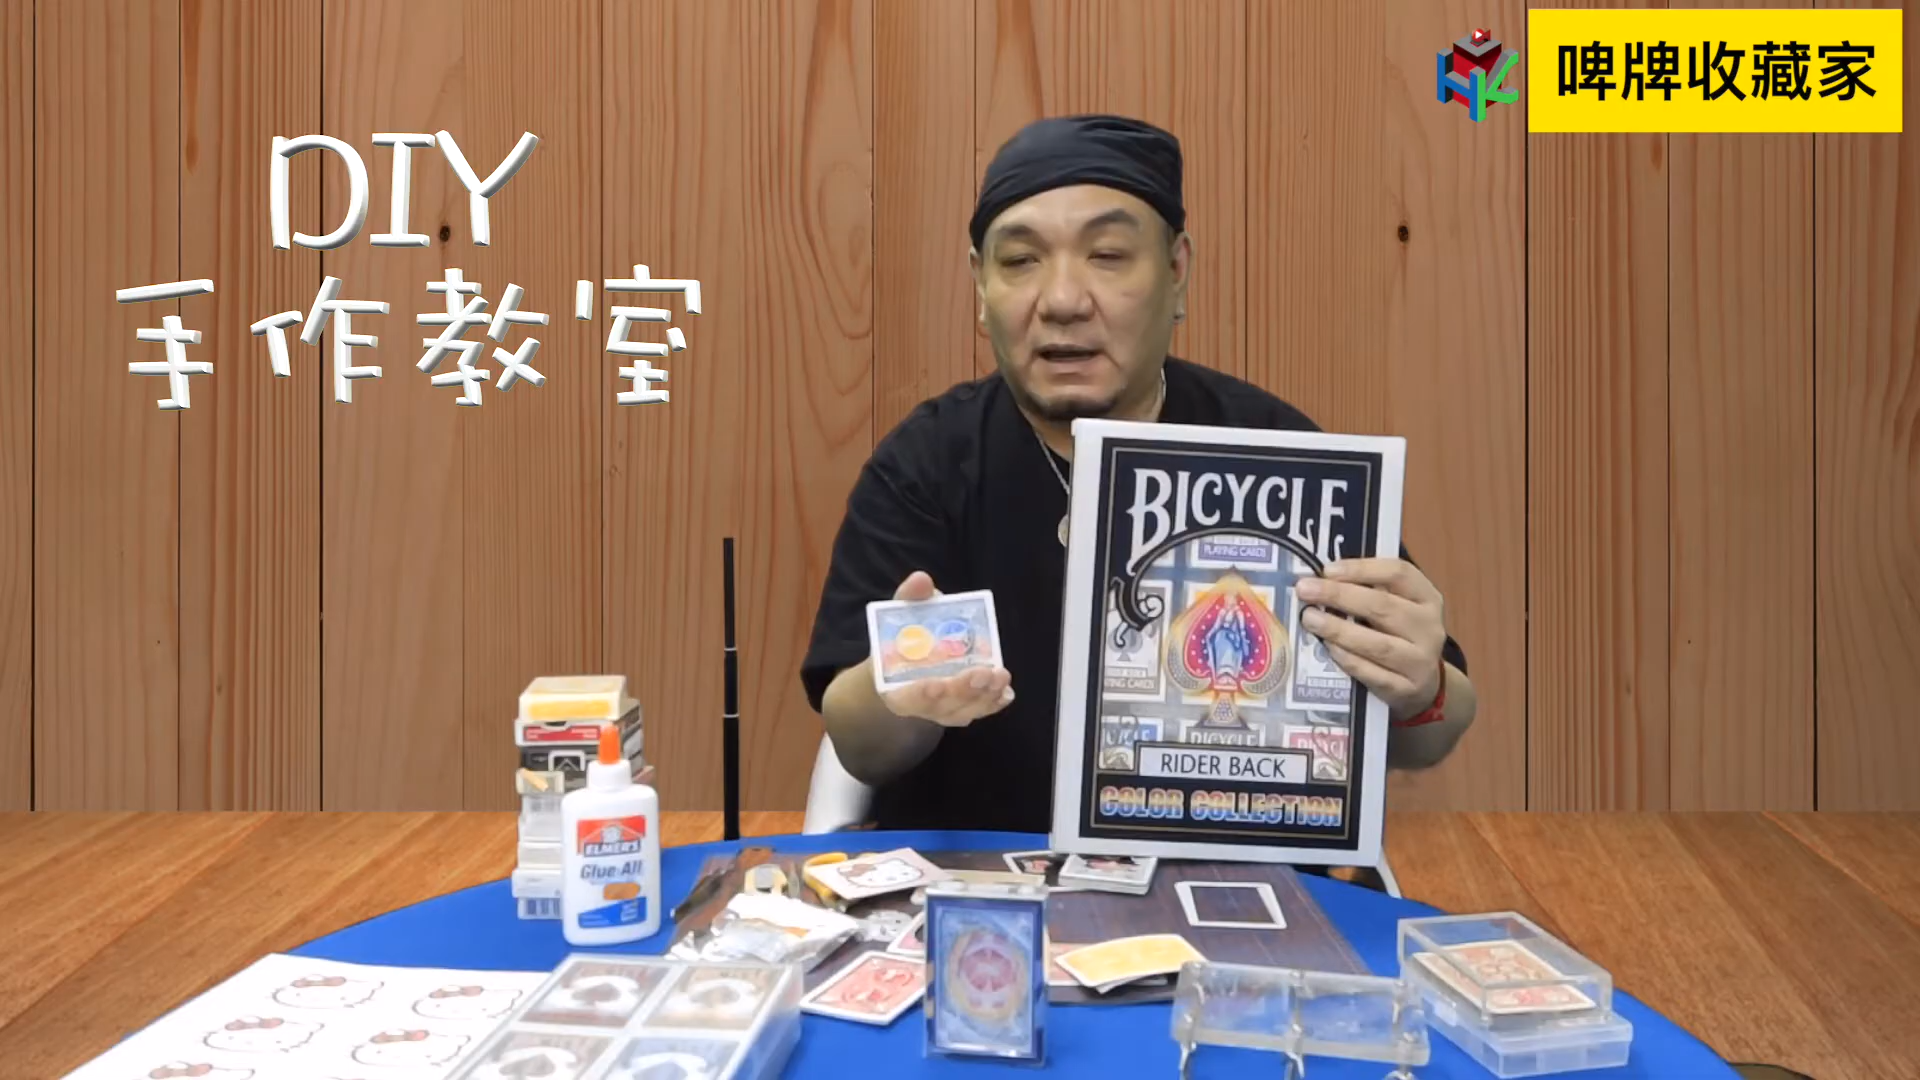 啤牌收藏家
DIY
手作教室
BICYCLE
PLAYING CARDS
BICYCLE
RIDER BACK
COLOR COLLECTION
ELMER'S
Glue-All